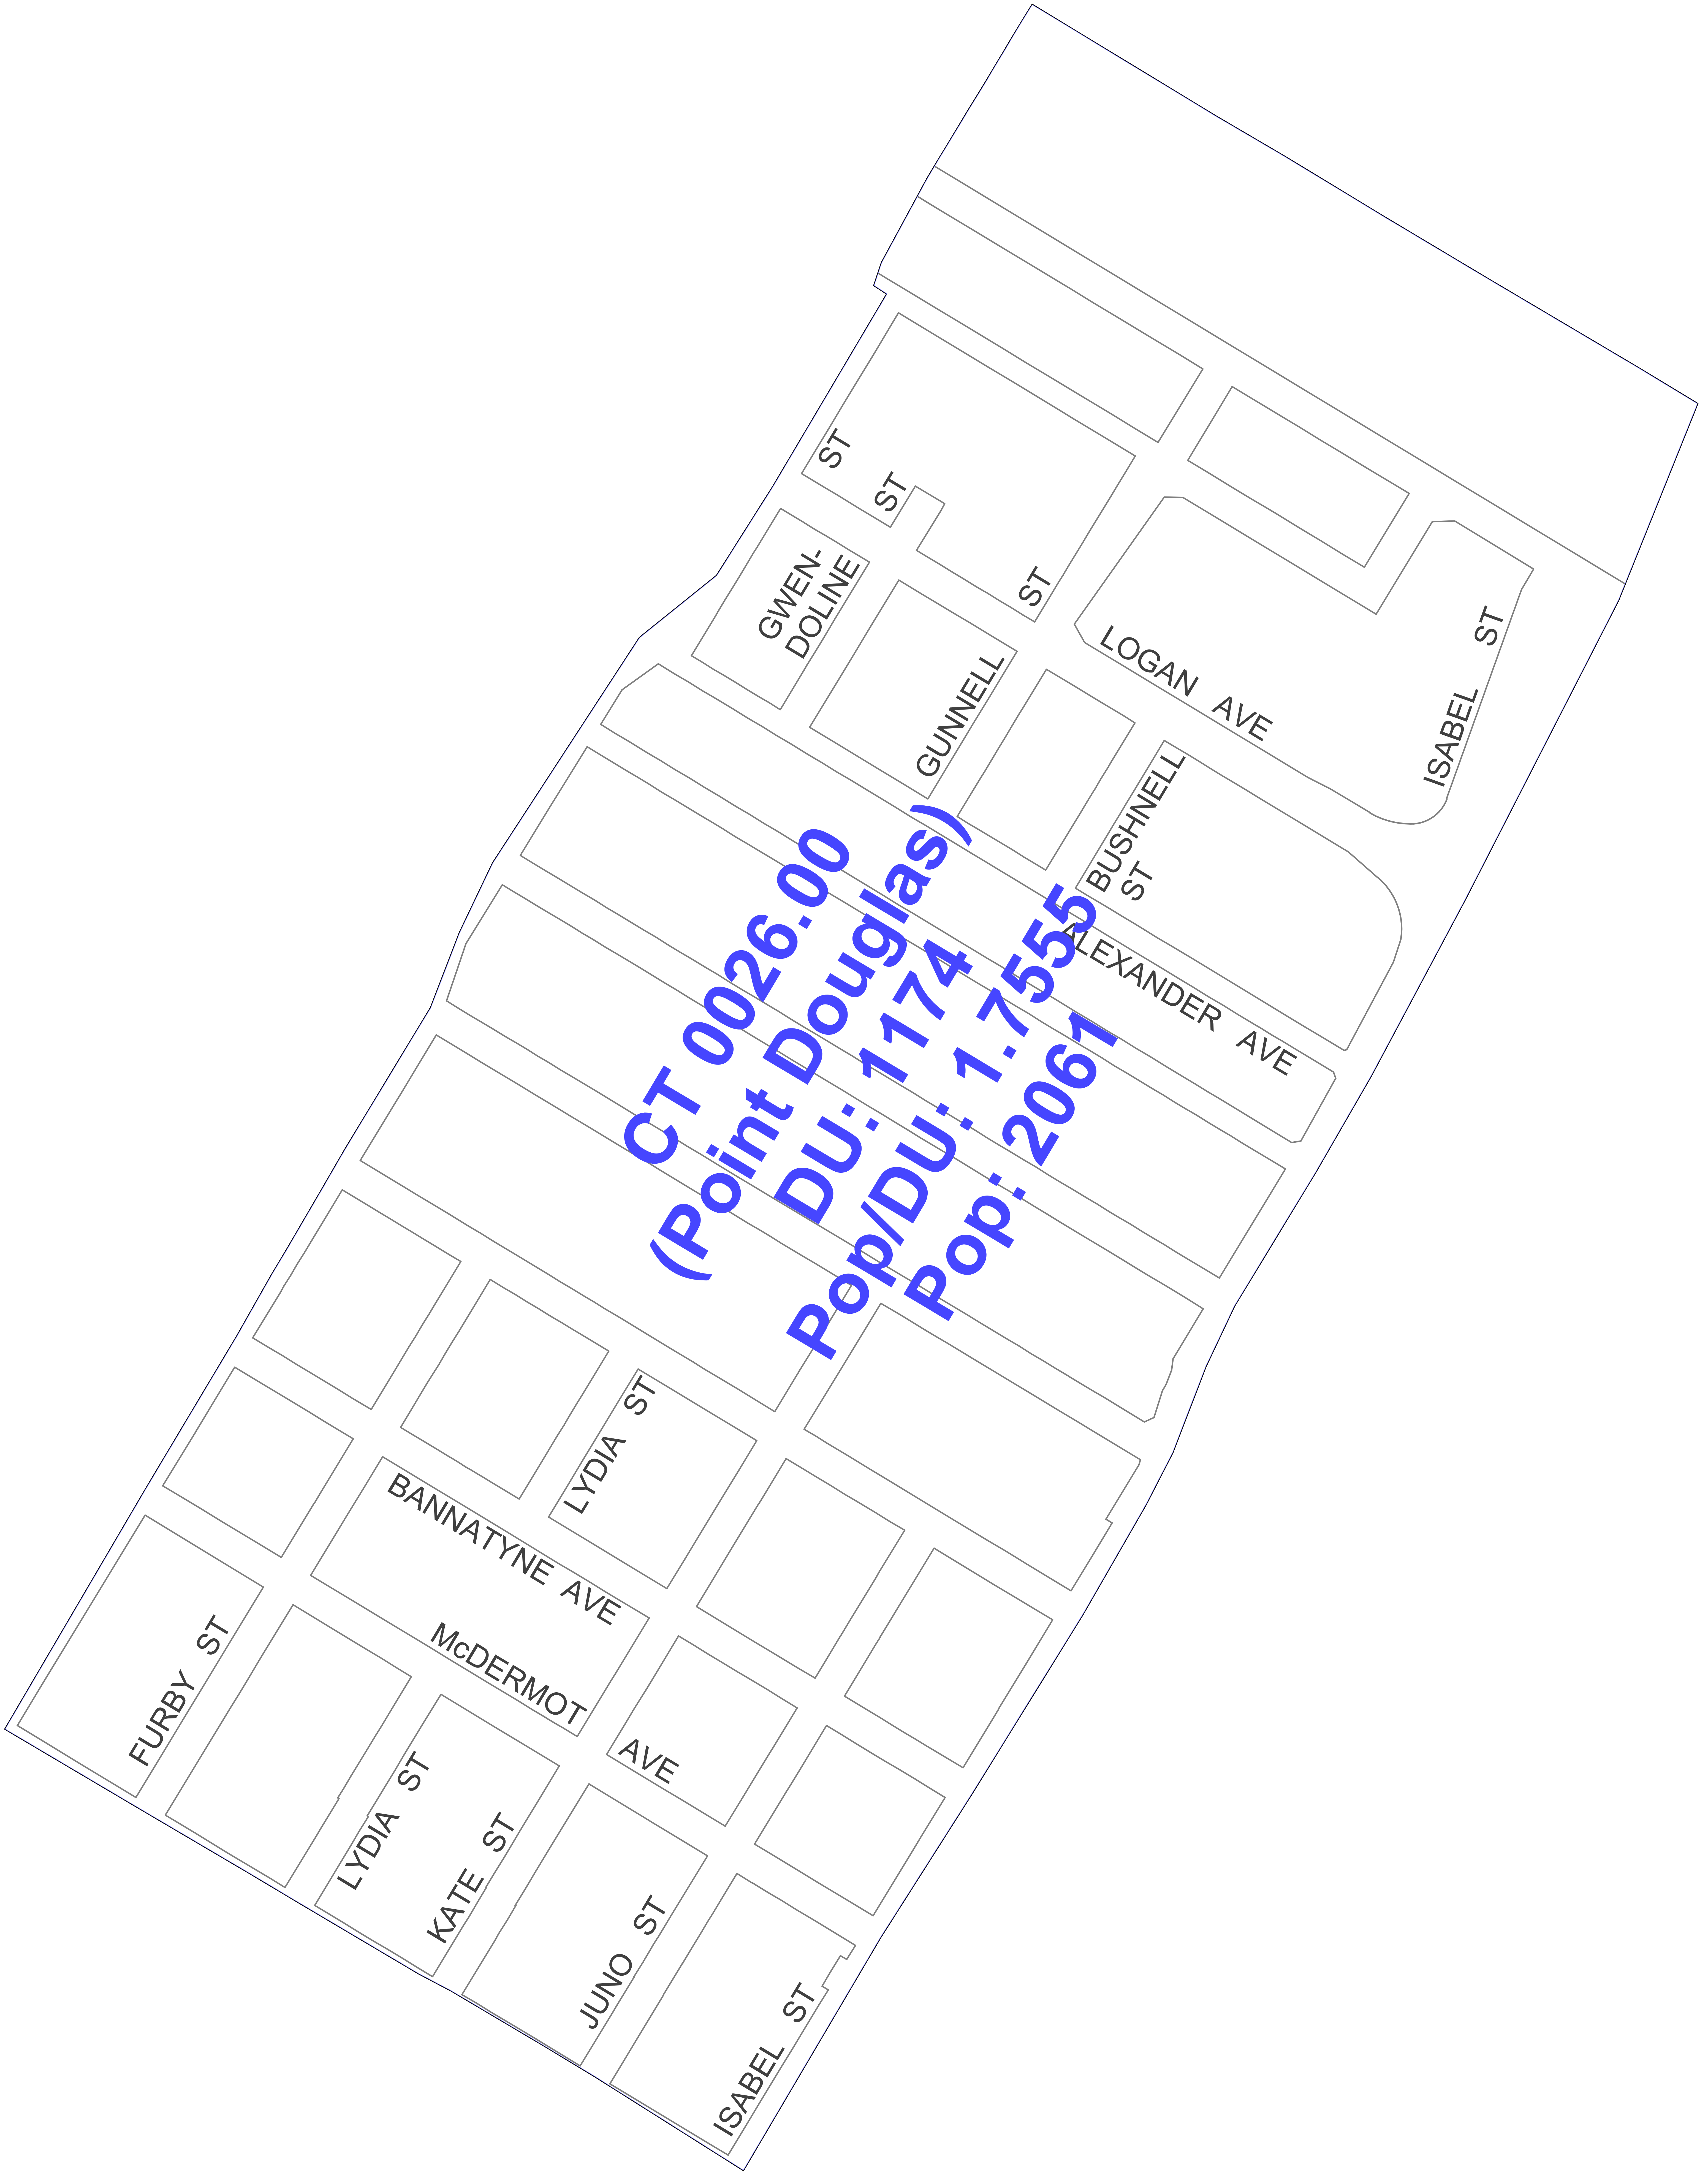 ST
ST
GWEN-
DOLINE
ST
GUNNELL
LOGAN AVE
ISABEL ST
BUSHNELL
ST
ALEXANDER AVE
CT 0026.00
(Point Douglas)
DU: 1174
Pop/DU: 1.7555
Pop: 2061
LYDIA ST
BANNATYNE AVE
McDERMOT
AVE
FURBY ST
LYDIA ST
KATE ST
JUNO ST
ISABEL ST